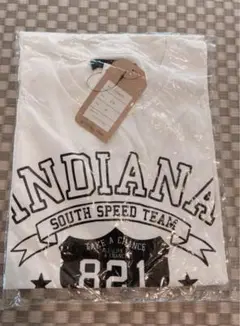 INDIANA
SOUTH SPEED TEAM
TAKE A CHANCE
821